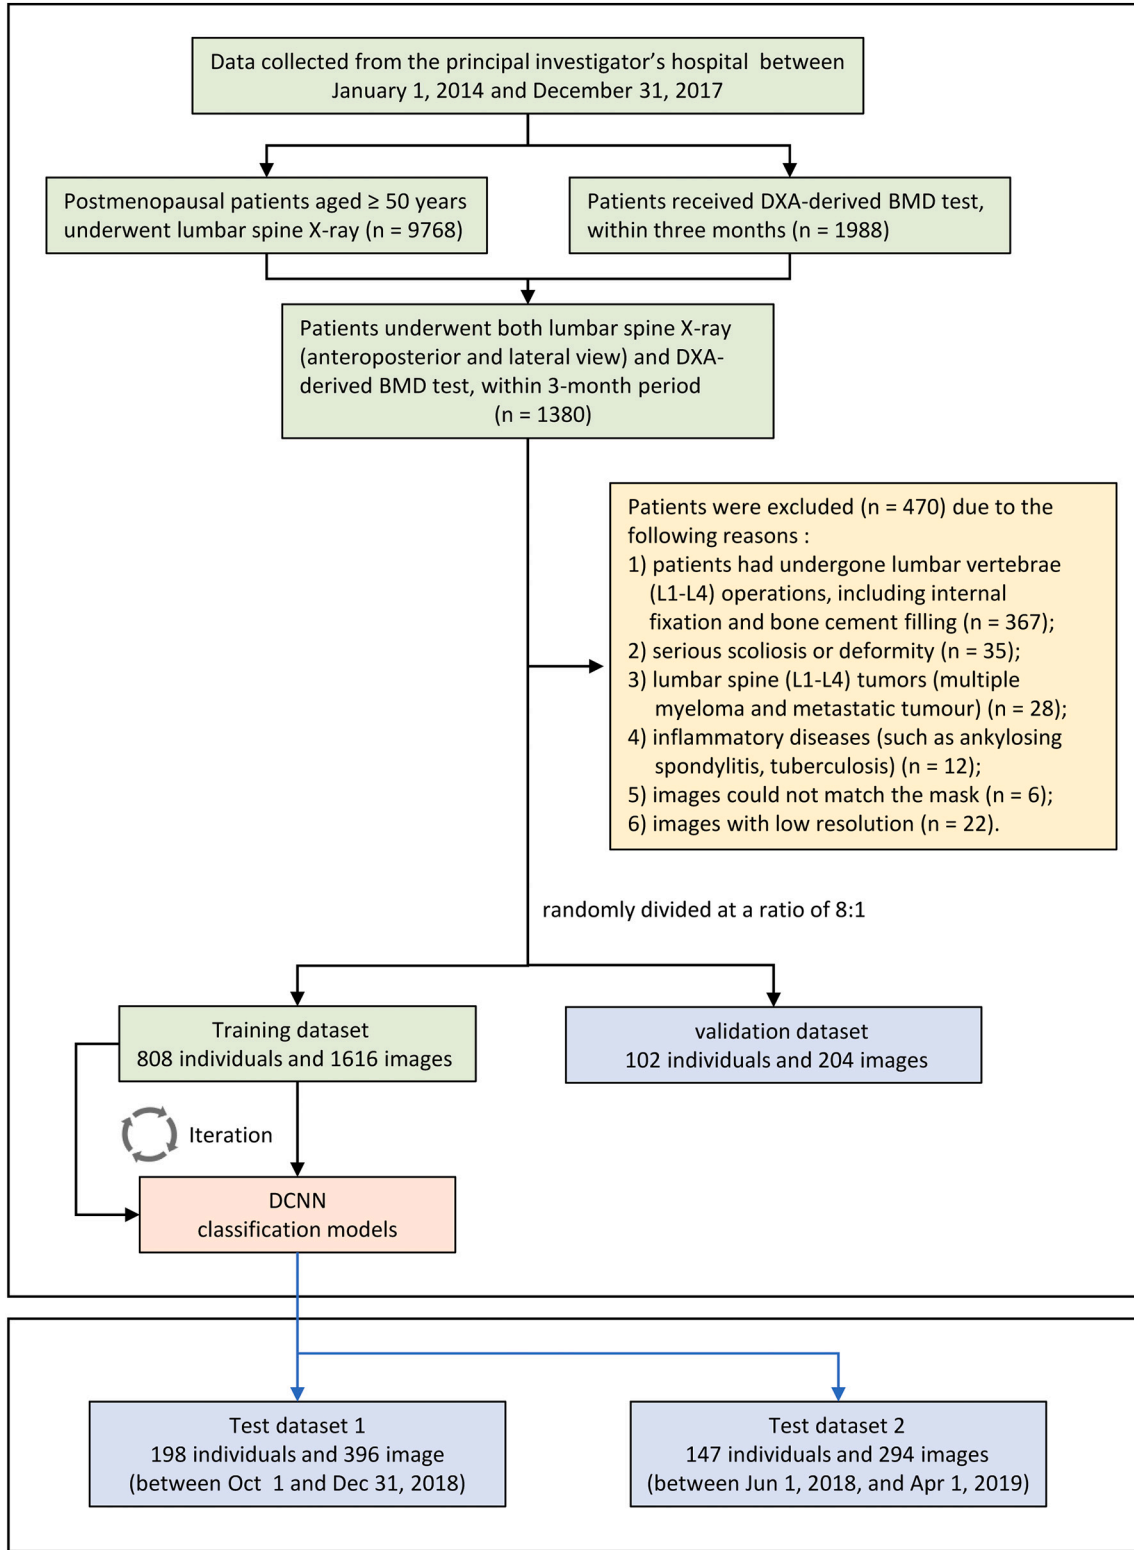 Data collected from the principal investigator's hospital between
January 1, 2014 and December 31, 2017
Postmenopausal patients aged ≥ 50 years
underwent lumbar spine X-ray (n = 9768)
Patients received DXA-derived BMD test,
within three months (n = 1988)
Patients underwent both lumbar spine X-ray
(anteroposterior and lateral view) and DXA-
derived BMD test, within 3-month period
(n = 1380)
Patients were excluded (n = 470) due to the
following reasons :
1) patients had undergone lumbar vertebrae
(L1-L4) operations, including internal
fixation and bone cement filling (n = 367);
2) serious scoliosis or deformity (n = 35);
3) lumbar spine (L1-L4) tumors (multiple
myeloma and metastatic tumour) (n = 28);
4) inflammatory diseases (such as ankylosing
spondylitis, tuberculosis) (n = 12);
5) images could not match the mask (n = 6);
6) images with low resolution (n = 22).
randomly divided at a ratio of 8:1
Training dataset
808 individuals and 1616 images
validation dataset
102 individuals and 204 images
Iteration
DCNN
classification models
Test dataset 1
198 individuals and 396 image
(between Oct 1 and Dec 31, 2018)
Test dataset 2
147 individuals and 294 images
(between Jun 1, 2018, and Apr 1, 2019)